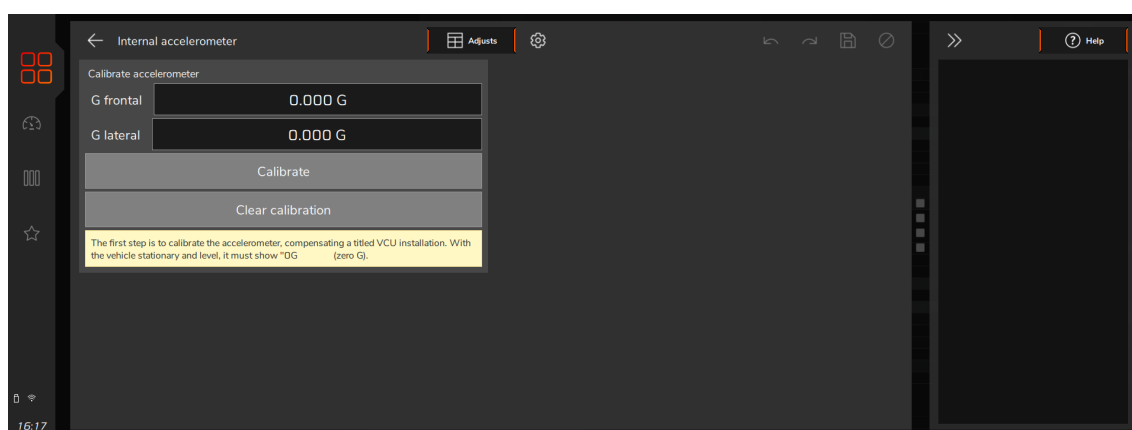 Internal accelerometer
Adjusts
Help
Calibrate accelerometer
G frontal
0.000 G
G lateral
0.000 G
Calibrate
Clear calibration
The first step is to calibrate the accelerometer, compensating a titled VCU installation. With
the vehicle stationary and level, it must show "0G (zero G).
16:17